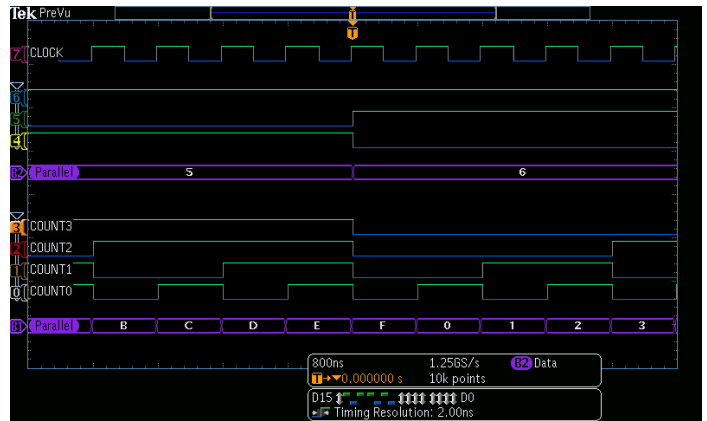 Tek PreVu
T
T
7 CLOCK
6
5
4
B2 Parallel 5 6
3 COUNT3
2 COUNT2
1 COUNT1
0 COUNT0
B1 Parallel B C D E F 0 1 2 3
800ns 1.25GS/s B2 Data
T→▼0.000000 s 10k points
D15 D0
Timing Resolution: 2.00ns